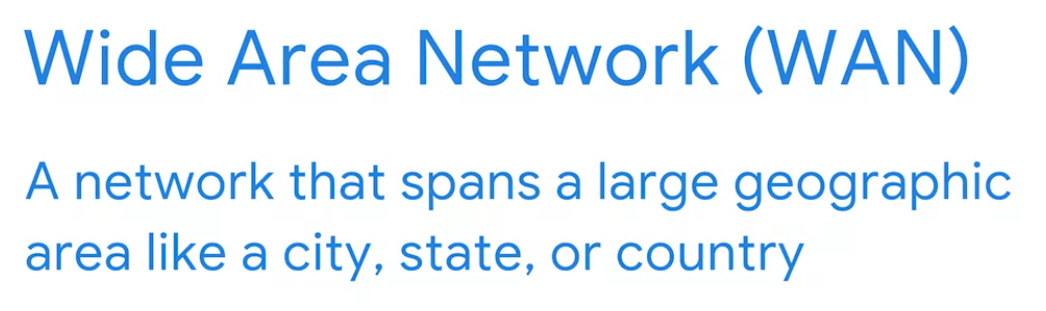 Wide Area Network (WAN)
A network that spans a large geographic
area like a city, state, or country